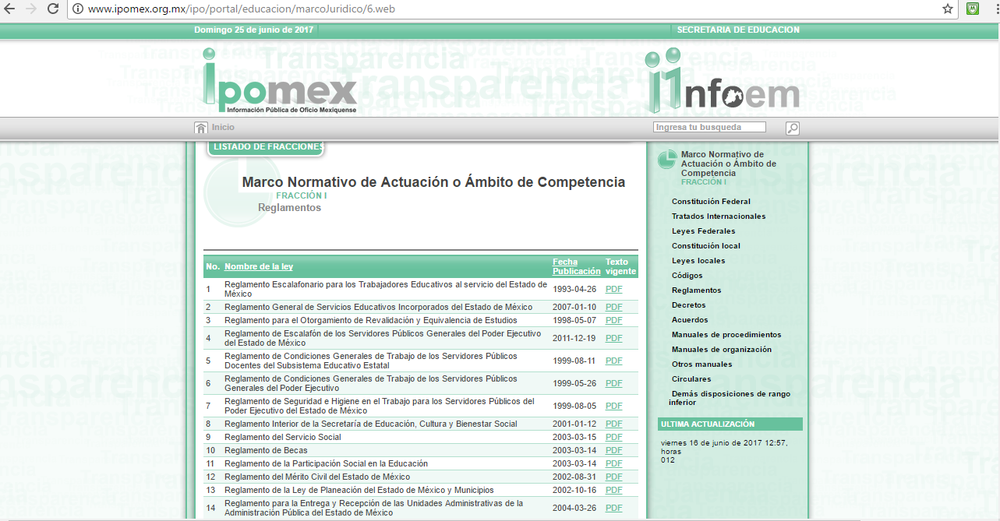 www.ipomex.org.mx/ipo/portal/educacion/marcoJuridico/6.web
Domingo 25 de junio de 2017
SECRETARIA DE EDUCACION
Transparencia
ipomex
Información Pública de Oficio Mexiquense
infoem
Inicio
Ingresa tu busqueda
LISTADO DE FRACCIONES
Marco Normativo de Actuación o Ámbito de Competencia
FRACCIÓN I
Reglamentos
No. Nombre de la ley Fecha Publicación Texto vigente
1 Reglamento Escalafonario para los Trabajadores Educativos al servicio del Estado de
México 1993-04-26 PDF
2 Reglamento General de Servicios Educativos Incorporados del Estado de México 2007-01-10 PDF
3 Reglamento para el Otorgamiento de Revalidación y Equivalencia de Estudios 1998-05-07 PDF
4 Reglamento de Escalafón de los Servidores Públicos Generales del Poder Ejecutivo
del Estado de México 2011-12-19 PDF
5 Reglamento de Condiciones Generales de Trabajo de los Servidores Públicos
Docentes del Subsistema Educativo Estatal 1999-08-11 PDF
6 Reglamento de Condiciones Generales de Trabajo de los Servidores Públicos
Generales del Poder Ejecutivo 1999-05-26 PDF
7 Reglamento de Seguridad e Higiene en el Trabajo para los Servidores Públicos del
Poder Ejecutivo del Estado de México 1999-08-05 PDF
8 Reglamento Interior de la Secretaría de Educación, Cultura y Bienestar Social 2001-01-12 PDF
9 Reglamento del Servicio Social 2003-03-15 PDF
10 Reglamento de Becas 2003-03-14 PDF
11 Reglamento de la Participación Social en la Educación 2003-03-14 PDF
12 Reglamento del Mérito Civil del Estado de México 2002-08-31 PDF
13 Reglamento de la Ley de Planeación del Estado de México y Municipios 2002-10-16 PDF
14 Reglamento para la Entrega y Recepción de las Unidades Administrativas de la
Administración Pública del Estado de México 2004-03-26 PDF
Marco Normativo de
Actuación o Ámbito de
Competencia
FRACCIÓN I
Constitución Federal
Tratados Internacionales
Leyes Federales
Constitución local
Leyes locales
Códigos
Reglamentos
Decretos
Acuerdos
Manuales de procedimientos
Manuales de organización
Otros manuales
Circulares
Demás disposiciones de rango
inferior
ULTIMA ACTUALIZACIÓN
viernes 16 de junio de 2017 12:57,
horas
012